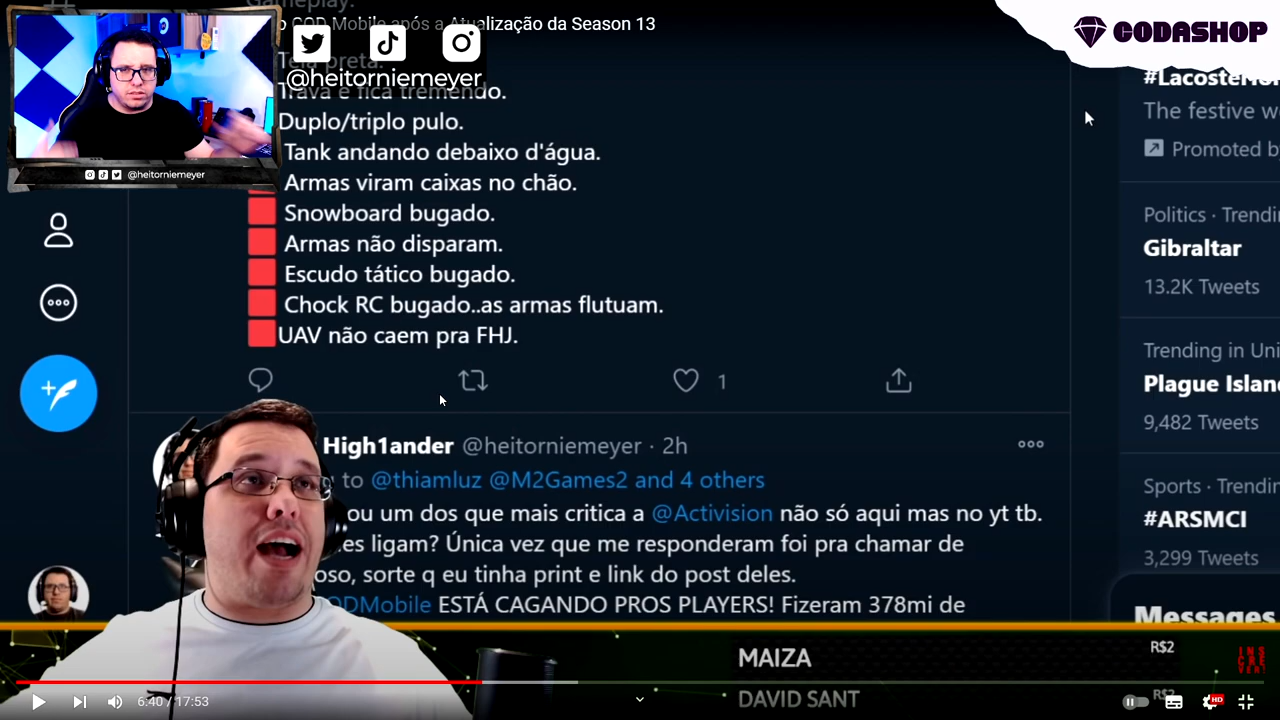 Gameplay:
COD Mobile após a Atualização da Season 13
CODASHOP
Tela preta.
@heitorniemeyer
Trava e fica tremendo.
Duplo/triplo pulo.
Tank andando debaixo d'água.
@heitorniemeyer
Armas viram caixas no chão.
Snowboard bugado.
Armas não disparam.
Escudo tático bugado.
Chock RC bugado..as armas flutuam.
UAV não caem pra FHJ.
1
The festive
Promoted
Politics · Trending
Gibraltar
13.2K Tweets
Trending in
Plague Island
9,482 Tweets
Sports · Trending
#ARSMCI
3,299 Tweets
Messages
High1ander @heitorniemeyer · 2h
to @thiamluz @M2Games2 and 4 others
ou um dos que mais critica a @Activision não só aqui mas no yt tb.
ligam? Única vez que me responderam foi pra chamar de
oso, sorte q eu tinha print e link do post deles.
ODMobile ESTÁ CAGANDO PROS PLAYERS! Fizeram 378mi de
MAIZA
R$2
DAVID SANT
R$2
INSCREVER!
6:40 / 17:53
HD